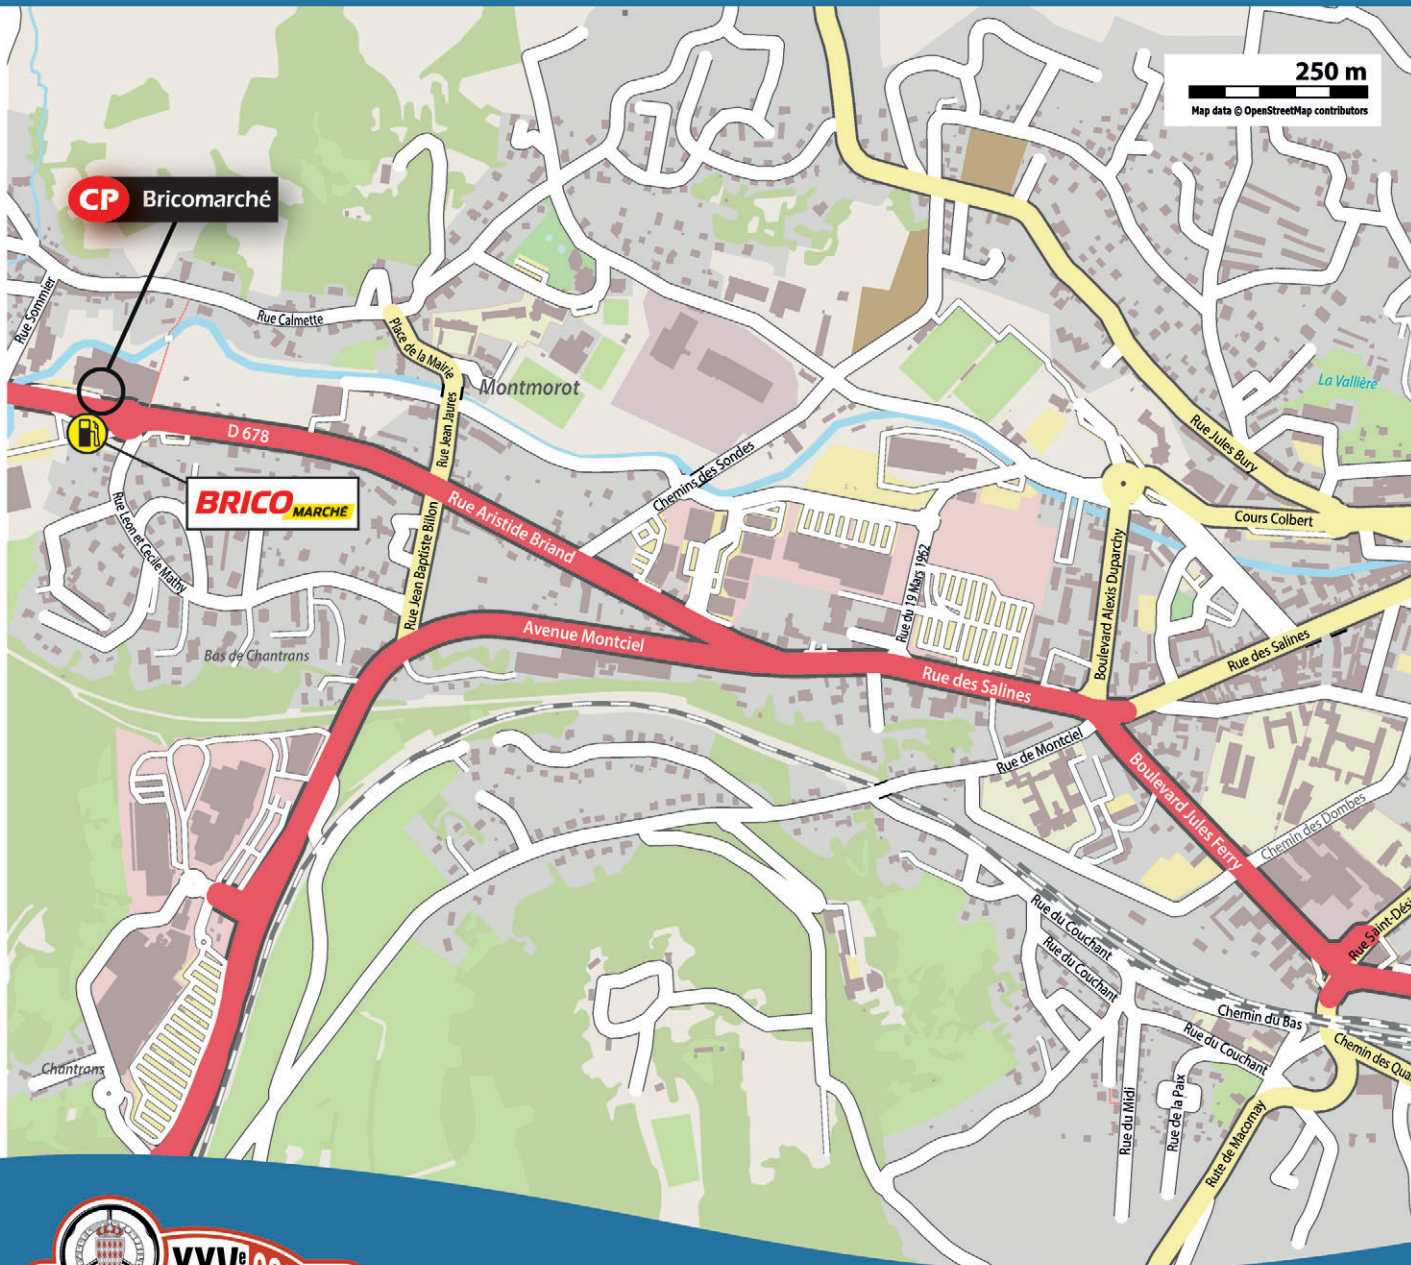 250 m
Map data © OpenStreetMap contributors
CP Bricomarché
Rue Sommier
Rue Calmette
Place de la Mairie
Montmorot
Rue Jean Jaures
La Vallière
D 678
Rue Jules Bury
BRICO MARCHÉ
Chemins des Sondes
Rue Aristide Briand
Cours Colbert
Rue Leon et Cecile Mathy
Rue Jean Baptiste Billon
Rue du 19 Mars 1962
Boulevard Alexis Duparchy
Avenue Montciel
Bas de Chantrans
Rue des Salines
Rue des Salines
Rue de Montciel
Boulevard Jules Ferry
Chemin des Dombes
Rue du Couchant
Rue Saint-Dési
Rue du Couchant
Chemin du Bas
Rue du Couchant
Chemin des Qua
Chantrans
Rue du Midi
Rue de la Paix
Rute de Macornay
XXVe